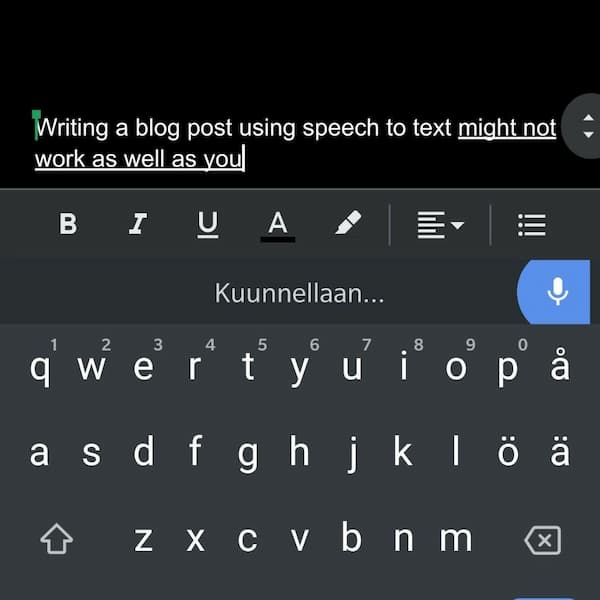 Writing a blog post using speech to text might not
work as well as you
B I U A
Kuunnellaan...
1 2 3 4 5 6 7 8 9 0
q w e r t y u i o p å
a s d f g h j k l ö ä
z x c v b n m